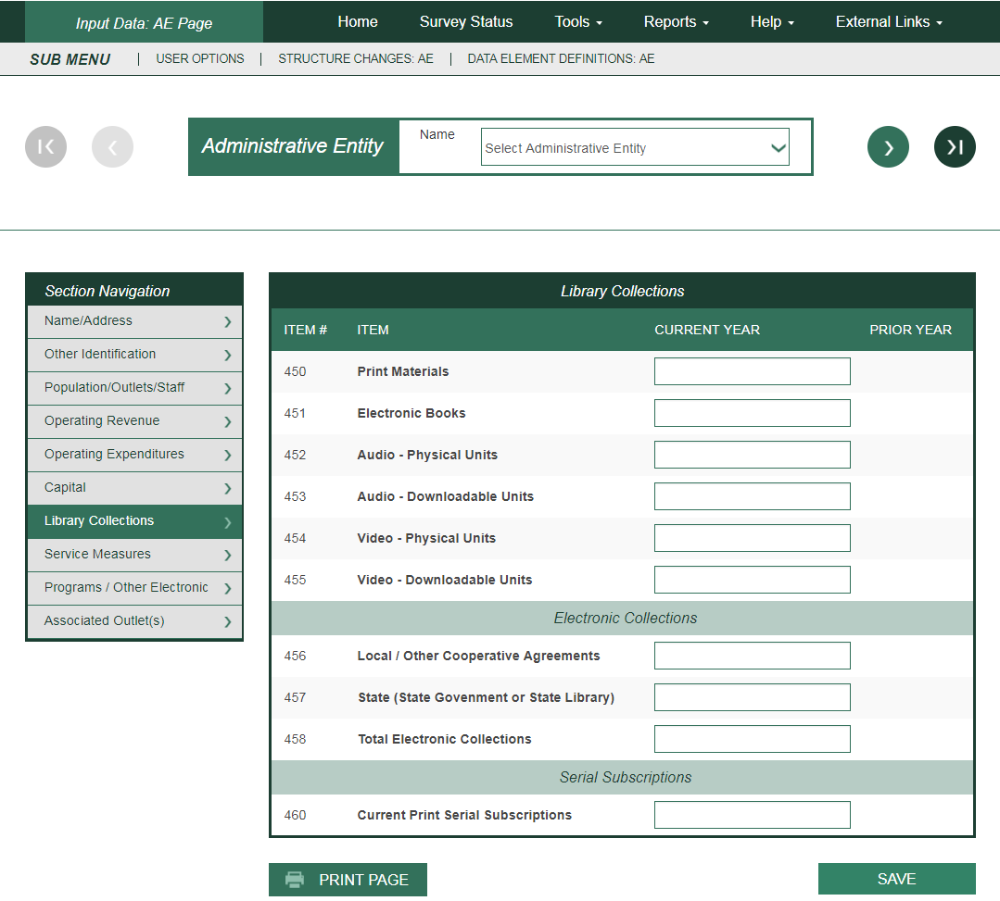 Input Data: AE Page Home Survey Status Tools Reports Help External Links
SUB MENU | USER OPTIONS | STRUCTURE CHANGES: AE | DATA ELEMENT DEFINITIONS: AE
Administrative Entity
Name
Select Administrative Entity
Section Navigation
Name/Address
Other Identification
Population/Outlets/Staff
Operating Revenue
Operating Expenditures
Capital
Library Collections
Service Measures
Programs / Other Electronic
Associated Outlet(s)
Library Collections
ITEM # ITEM CURRENT YEAR PRIOR YEAR
450 Print Materials
451 Electronic Books
452 Audio - Physical Units
453 Audio - Downloadable Units
454 Video - Physical Units
455 Video - Downloadable Units
Electronic Collections
456 Local / Other Cooperative Agreements
457 State (State Govenment or State Library)
458 Total Electronic Collections
Serial Subscriptions
460 Current Print Serial Subscriptions
PRINT PAGE
SAVE